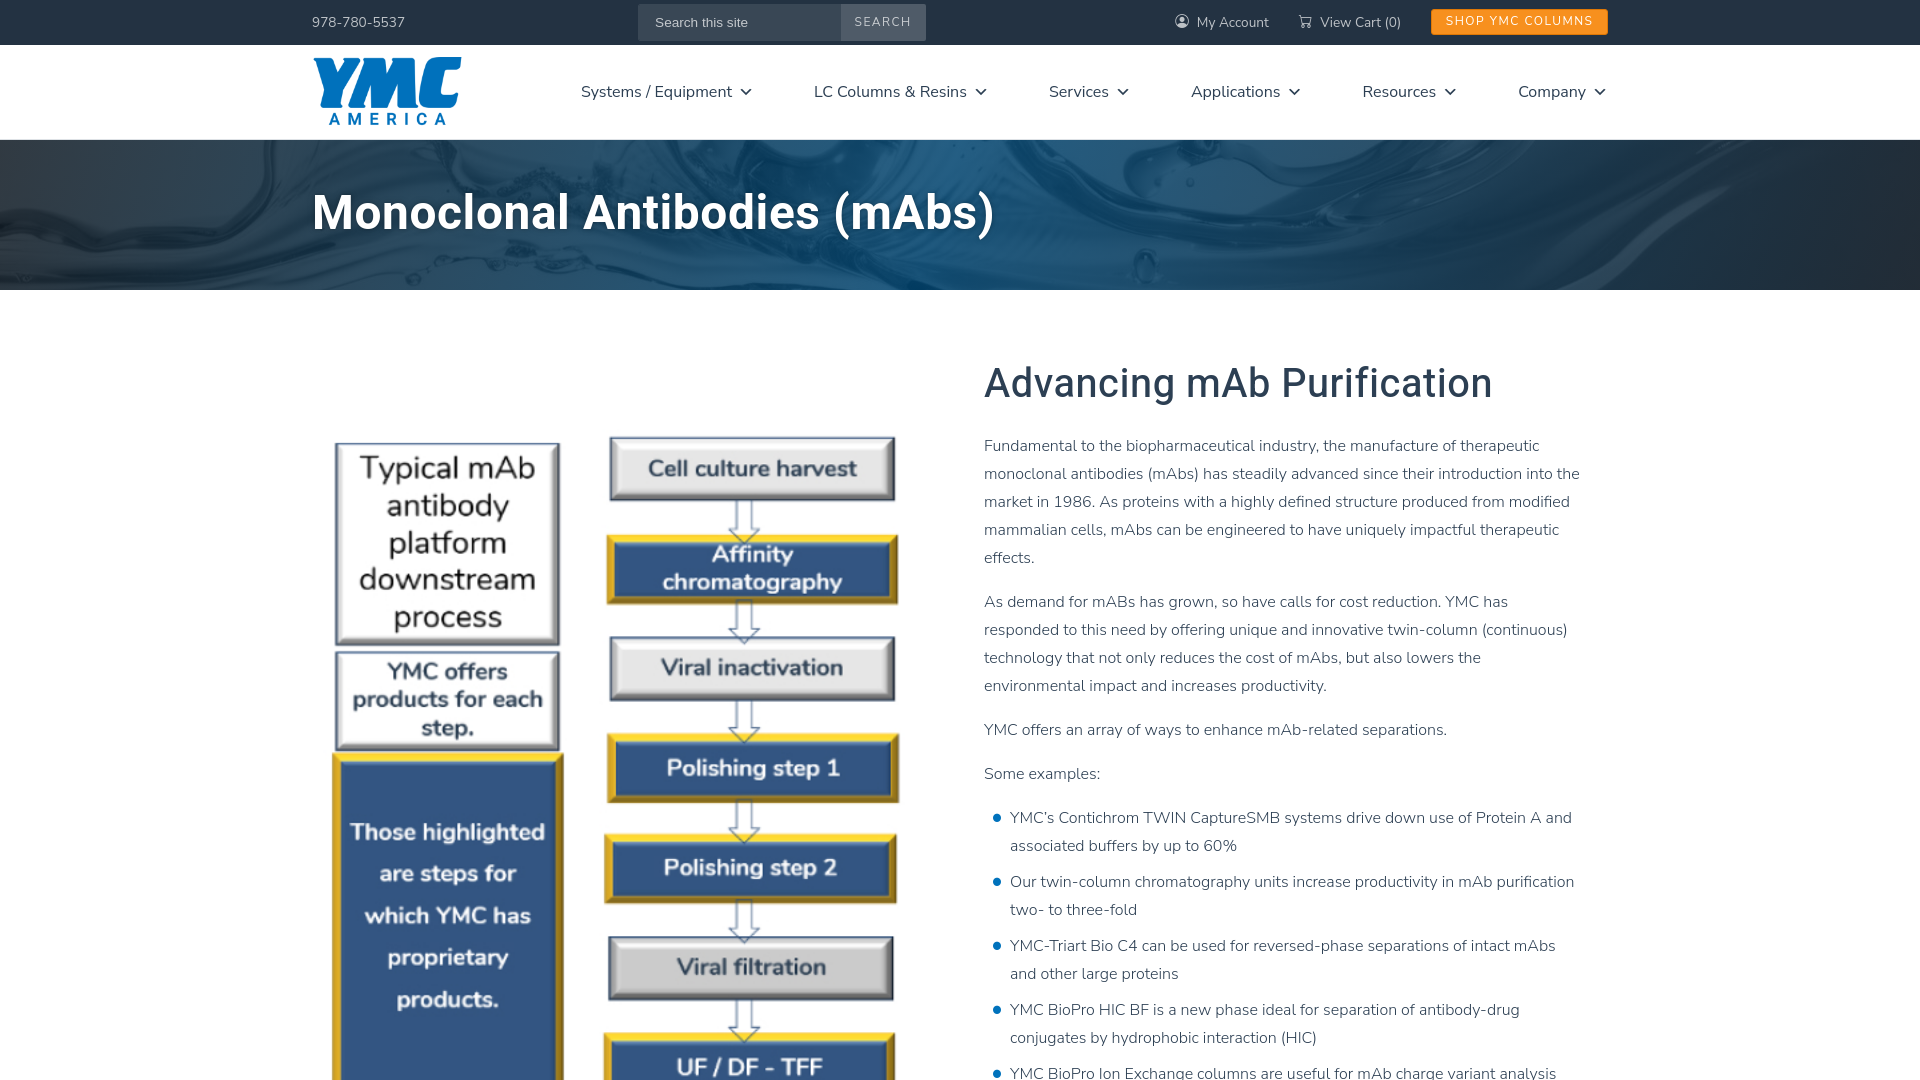 978-780-5537
Search this site
SEARCH
My Account
View Cart (0)
SHOP YMC COLUMNS
YMC
AMERICA
Systems / Equipment
LC Columns & Resins
Services
Applications
Resources
Company
Monoclonal Antibodies (mAbs)
Typical mAb
antibody
platform
downstream
process
YMC offers
products for each
step.
Those highlighted
are steps for
which YMC has
proprietary
products.
Cell culture harvest
Affinity
chromatography
Viral inactivation
Polishing step 1
Polishing step 2
Viral filtration
UF / DF - TFF
Advancing mAb Purification
Fundamental to the biopharmaceutical industry, the manufacture of therapeutic
monoclonal antibodies (mAbs) has steadily advanced since their introduction into the
market in 1986. As proteins with a highly defined structure produced from modified
mammalian cells, mAbs can be engineered to have uniquely impactful therapeutic
effects.
As demand for mABs has grown, so have calls for cost reduction. YMC has
responded to this need by offering unique and innovative twin-column (continuous)
technology that not only reduces the cost of mAbs, but also lowers the
environmental impact and increases productivity.
YMC offers an array of ways to enhance mAb-related separations.
Some examples:
YMC’s Contichrom TWIN CaptureSMB systems drive down use of Protein A and
associated buffers by up to 60%
Our twin-column chromatography units increase productivity in mAb purification
two- to three-fold
YMC-Triart Bio C4 can be used for reversed-phase separations of intact mAbs
and other large proteins
YMC BioPro HIC BF is a new phase ideal for separation of antibody-drug
conjugates by hydrophobic interaction (HIC)
YMC BioPro Ion Exchange columns are useful for mAb charge variant analysis